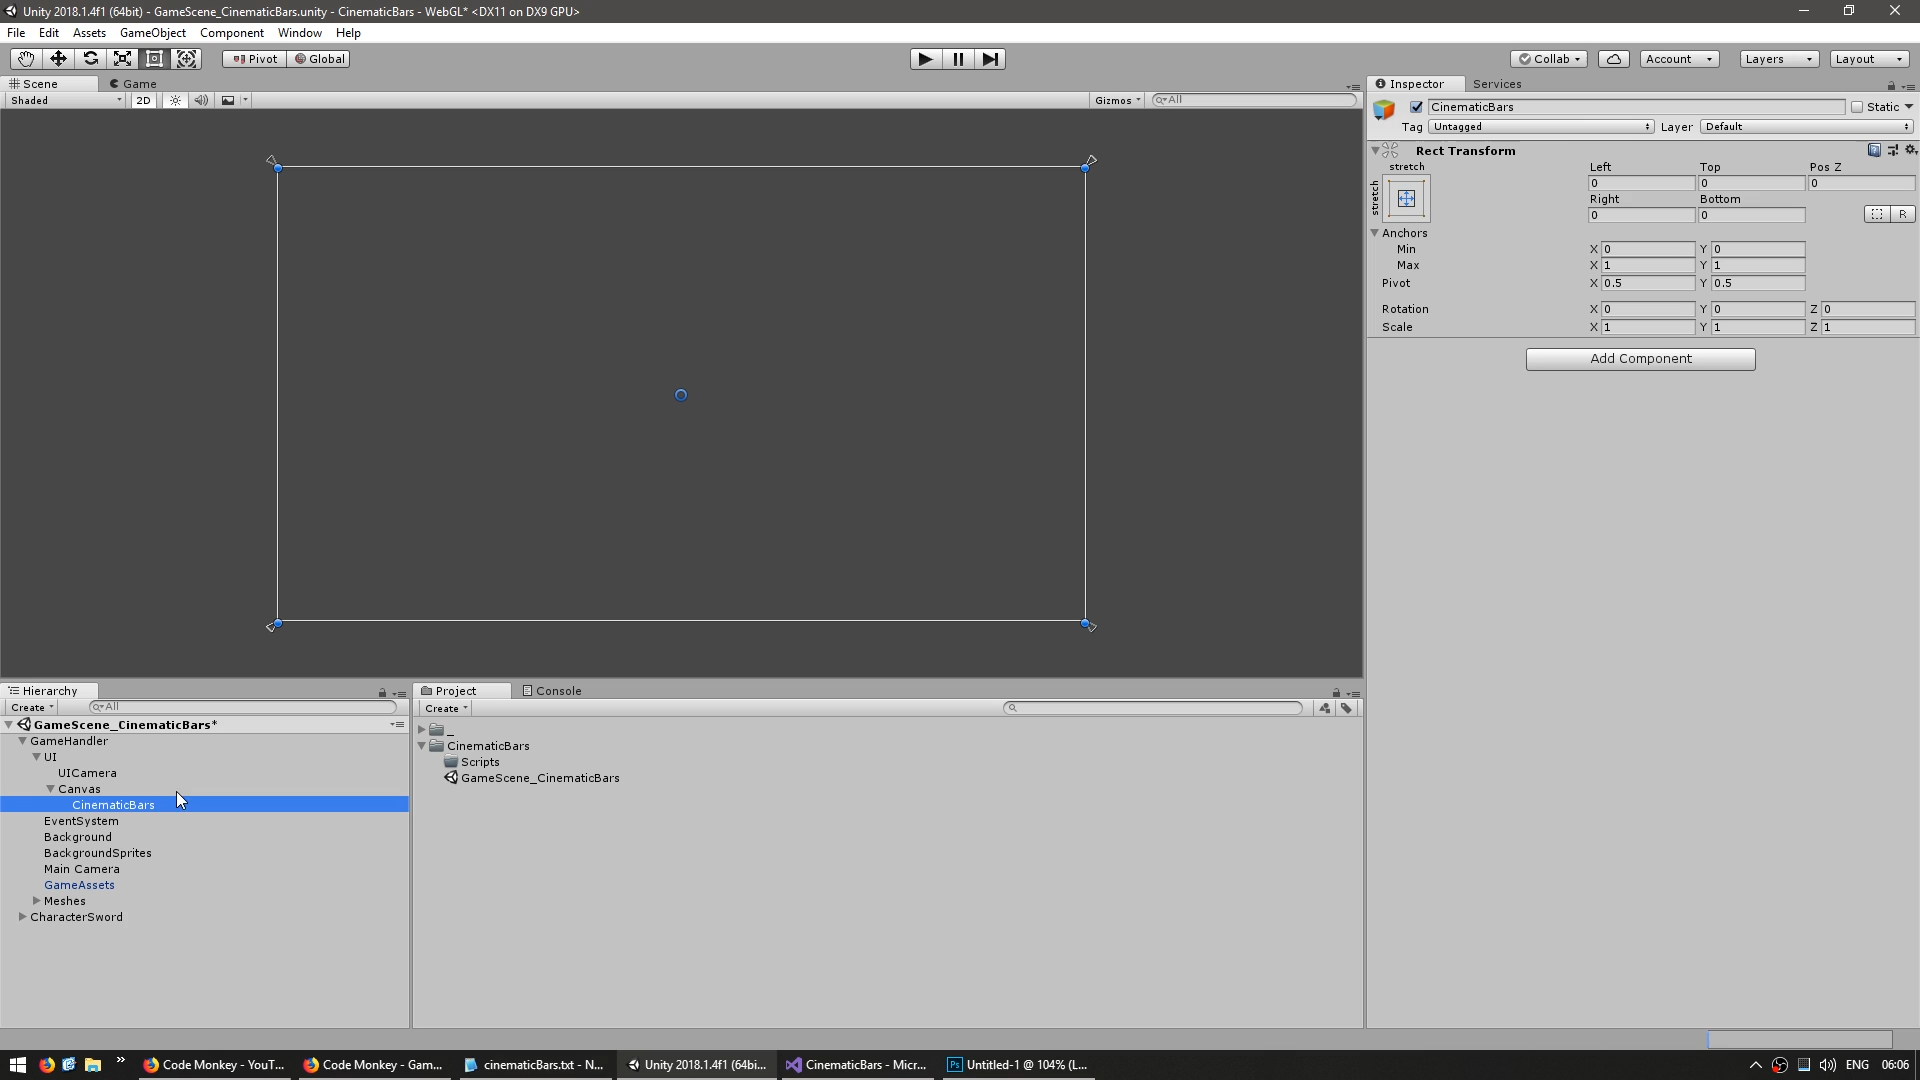 Unity 2018.1.4f1 (64bit) - GameScene_CinematicBars.unity - CinematicBars - WebGL* <DX11 on DX9 GPU>
File Edit Assets GameObject Component Window Help
Pivot Global Collab Account Layers Layout
Scene Game
Shaded 2D Gizmos All
Inspector Services
CinematicBars Static
Tag Untagged Layer Default
Rect Transform
stretch Left Top Pos Z
stretch
0 0 0
Right Bottom
0 0 R
Anchors
Min X 0 Y 0
Max X 1 Y 1
Pivot X 0.5 Y 0.5
Rotation X 0 Y 0 Z 0
Scale X 1 Y 1 Z 1
Add Component
Hierarchy
Create All
GameScene_CinematicBars*
GameHandler
UI
UICamera
Canvas
CinematicBars
EventSystem
Background
BackgroundSprites
Main Camera
GameAssets
Meshes
CharacterSword
Project Console
Create
_
CinematicBars
Scripts
GameScene_CinematicBars
Code Monkey - YouT... Code Monkey - Gam... cinematicBars.txt - N... Unity 2018.1.4f1 (64bi... CinematicBars - Micr... Ps Untitled-1 @ 104% (L... ENG 06:06